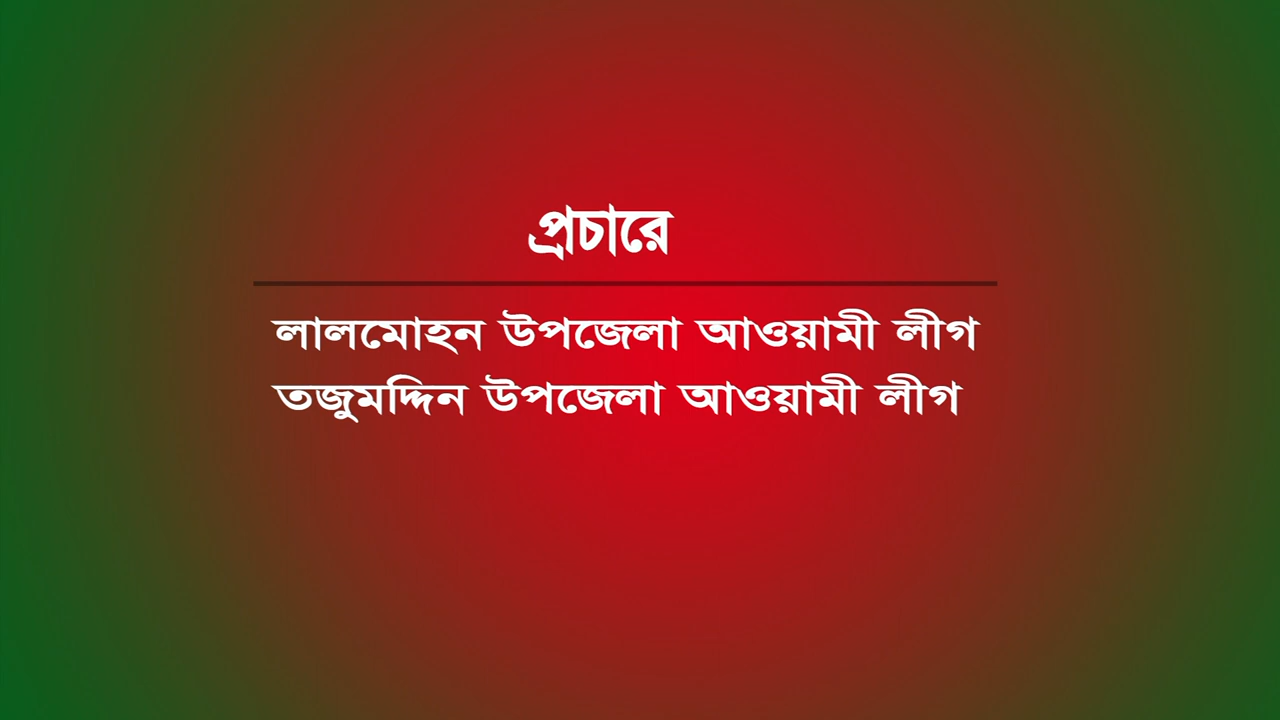 প্রচারে
লালমোহন উপজেলা আওয়ামী লীগ
তজুমদ্দিন উপজেলা আওয়ামী লীগ